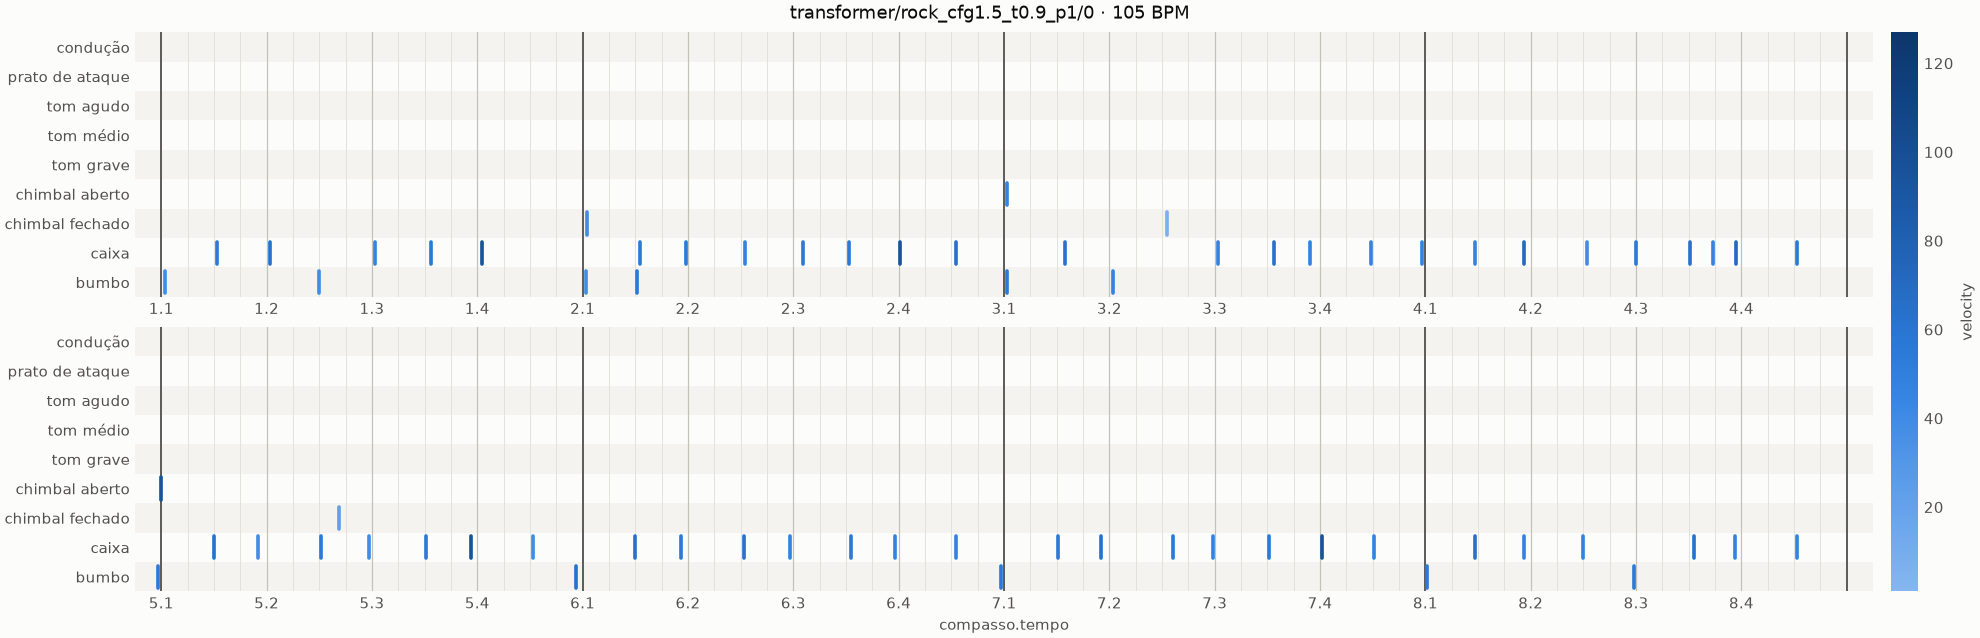 transformer/rock_cfg1.5_t0.9_p1/0 · 105 BPM
condução
prato de ataque
tom agudo
tom médio
tom grave
chimbal aberto
chimbal fechado
caixa
bumbo
1.1 1.2 1.3 1.4 2.1 2.2 2.3 2.4 3.1 3.2 3.3 3.4 4.1 4.2 4.3 4.4
condução
prato de ataque
tom agudo
tom médio
tom grave
chimbal aberto
chimbal fechado
caixa
bumbo
5.1 5.2 5.3 5.4 6.1 6.2 6.3 6.4 7.1 7.2 7.3 7.4 8.1 8.2 8.3 8.4
compasso.tempo
120
100
80
60
40
20
velocity